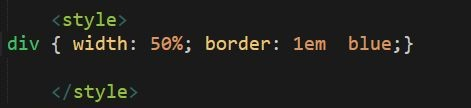 <style>
div { width: 50%; border: 1em  blue;}
</style>